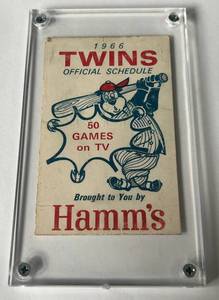 1966
TWINS
OFFICIAL SCHEDULE
50
GAMES
on TV
Brought to You by
Hamm's